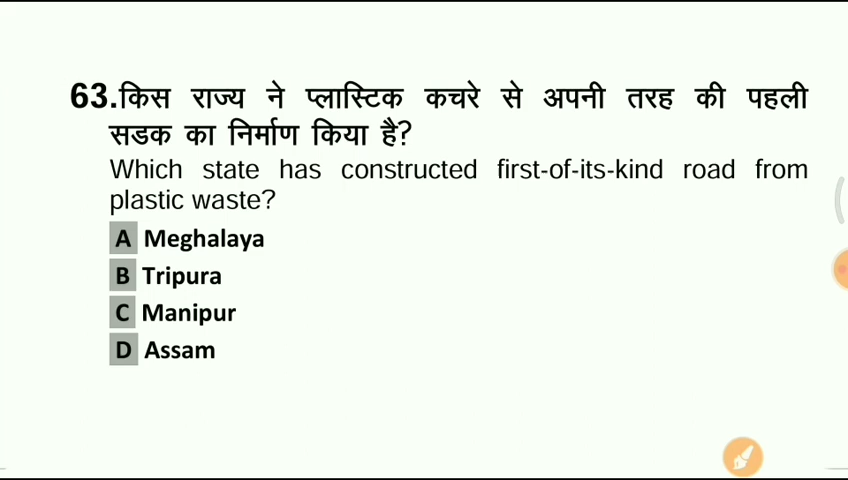 63.किस राज्य ने प्लास्टिक कचरे से अपनी तरह की पहली
सडक का निर्माण किया है?
Which state has constructed first-of-its-kind road from
plastic waste?
A Meghalaya
B Tripura
C Manipur
D Assam